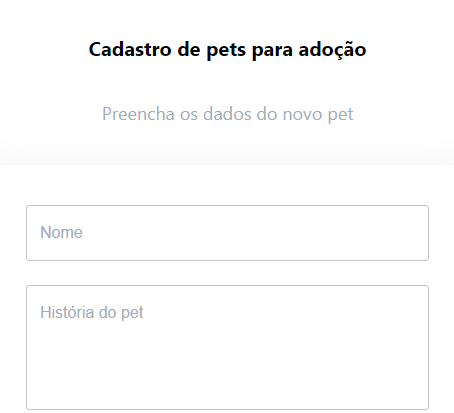 Cadastro de pets para adoção
Preencha os dados do novo pet
Nome
História do pet